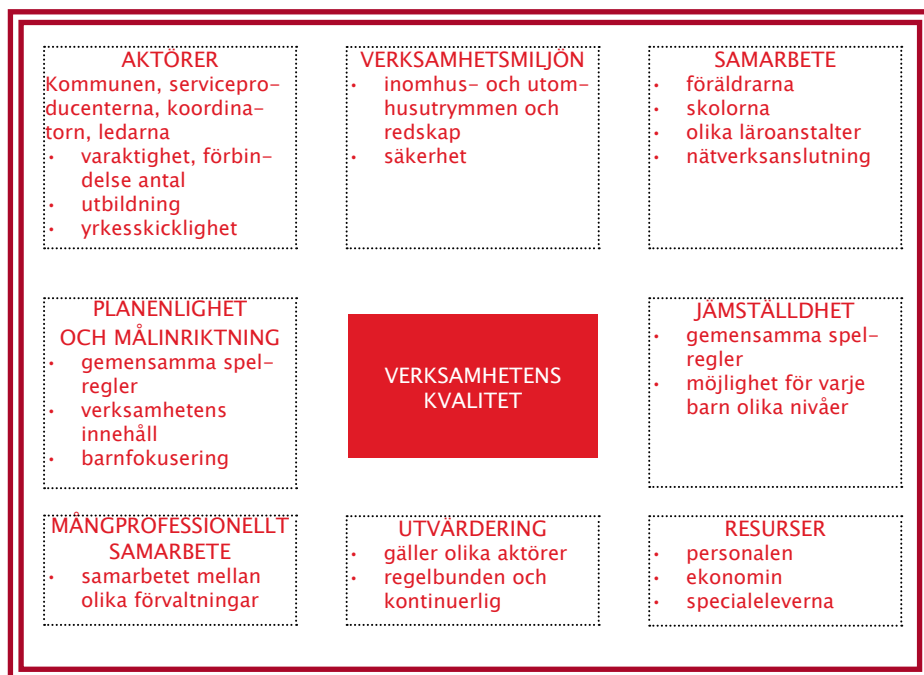 AKTÖRER
Kommunen, servicepro-
ducenterna, koordina-
torn, ledarna
• varaktighet, förbin-
delse antal
• utbildning
• yrkesskicklighet
VERKSAMHETSMILJÖN
• inomhus- och utom-
husutrymmen och
redskap
• säkerhet
SAMARBETE
• föräldrarna
• skolorna
• olika läroanstalter
• nätverksanslutning
PLANENLIGHET
OCH MÅLINRIKTNING
• gemensamma spel-
regler
• verksamhetens
innehåll
• barnfokusering
VERKSAMHETENS
KVALITET
JÄMSTÄLLDHET
• gemensamma spel-
regler
• möjlighet för varje
barn olika nivåer
MÅNGPROFESSIONELLT
SAMARBETE
• samarbetet mellan
olika förvaltningar
UTVÄRDERING
• gäller olika aktörer
• regelbunden och
kontinuerlig
RESURSER
• personalen
• ekonomin
• specialeleverna